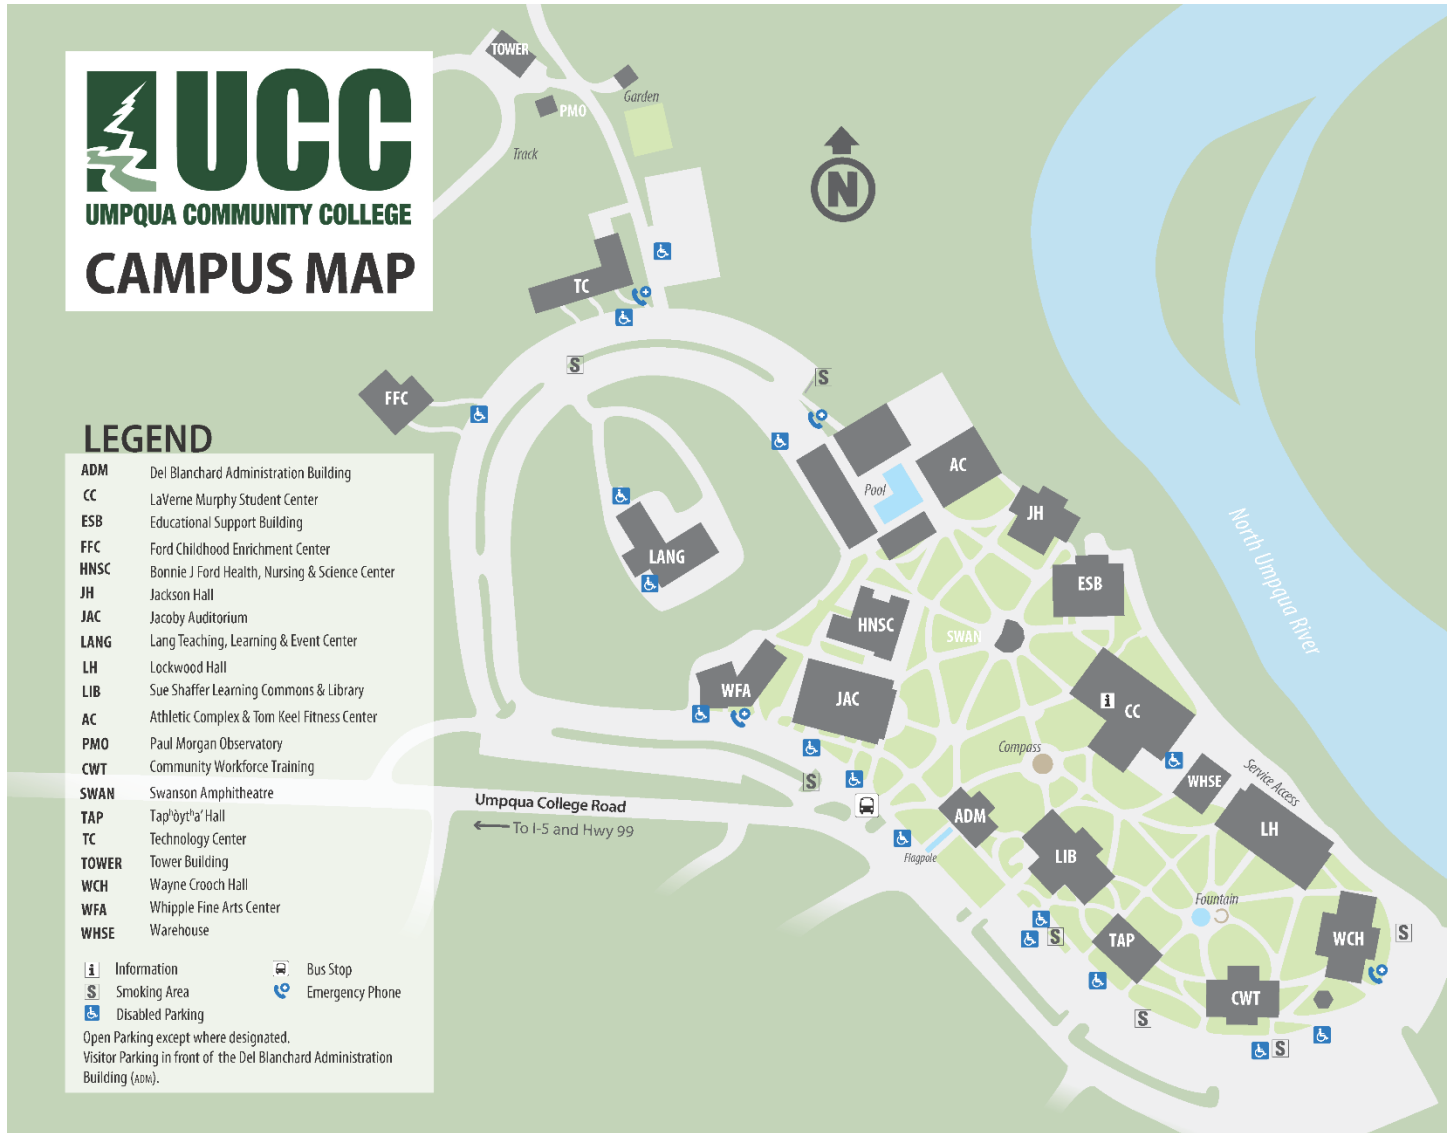 UCC
UMPQUA COMMUNITY COLLEGE
CAMPUS MAP
TOWER
PMO
Garden
Track
N
TC
S
S
FFC
AC
Pool
JH
LANG
ESB
HNSC
SWAN
WFA
JAC
i
CC
Compass
WHSE
Service Access
North Umpqua River
S
Umpqua College Road
To I-5 and Hwy 99
ADM
Flagpole
LIB
LH
Fountain
TAP
WCH
S
S
CWT
S
S
LEGEND
ADM Del Blanchard Administration Building
CC LaVerne Murphy Student Center
ESB Educational Support Building
FFC Ford Childhood Enrichment Center
HNSC Bonnie J Ford Health, Nursing & Science Center
JH Jackson Hall
JAC Jacoby Auditorium
LANG Lang Teaching, Learning & Event Center
LH Lockwood Hall
LIB Sue Shaffer Learning Commons & Library
AC Athletic Complex & Tom Keel Fitness Center
PMO Paul Morgan Observatory
CWT Community Workforce Training
SWAN Swanson Amphitheatre
TAP Tapʰòytʰa’ Hall
TC Technology Center
TOWER Tower Building
WCH Wayne Crooch Hall
WFA Whipple Fine Arts Center
WHSE Warehouse
i Information
Bus Stop
S Smoking Area
Emergency Phone
Disabled Parking
Open Parking except where designated.
Visitor Parking in front of the Del Blanchard Administration
Building (ADM).